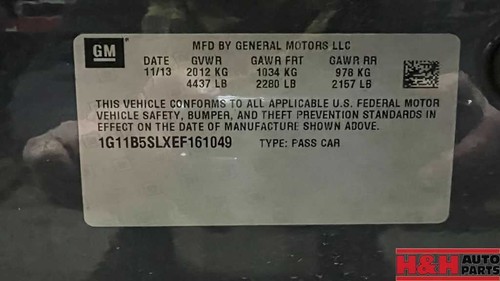 GM
MFD BY GENERAL MOTORS LLC
DATE GVWR GAWR FRT GAWR RR
11/13 2012 KG 1034 KG 978 KG
4437 LB 2280 LB 2157 LB
THIS VEHICLE CONFORMS TO ALL APPLICABLE U.S. FEDERAL MOTOR
VEHICLE SAFETY, BUMPER, AND THEFT PREVENTION STANDARDS IN
EFFECT ON THE DATE OF MANUFACTURE SHOWN ABOVE.
1G11B5SLXEF161049 TYPE: PASS CAR
H&H AUTO
PARTS